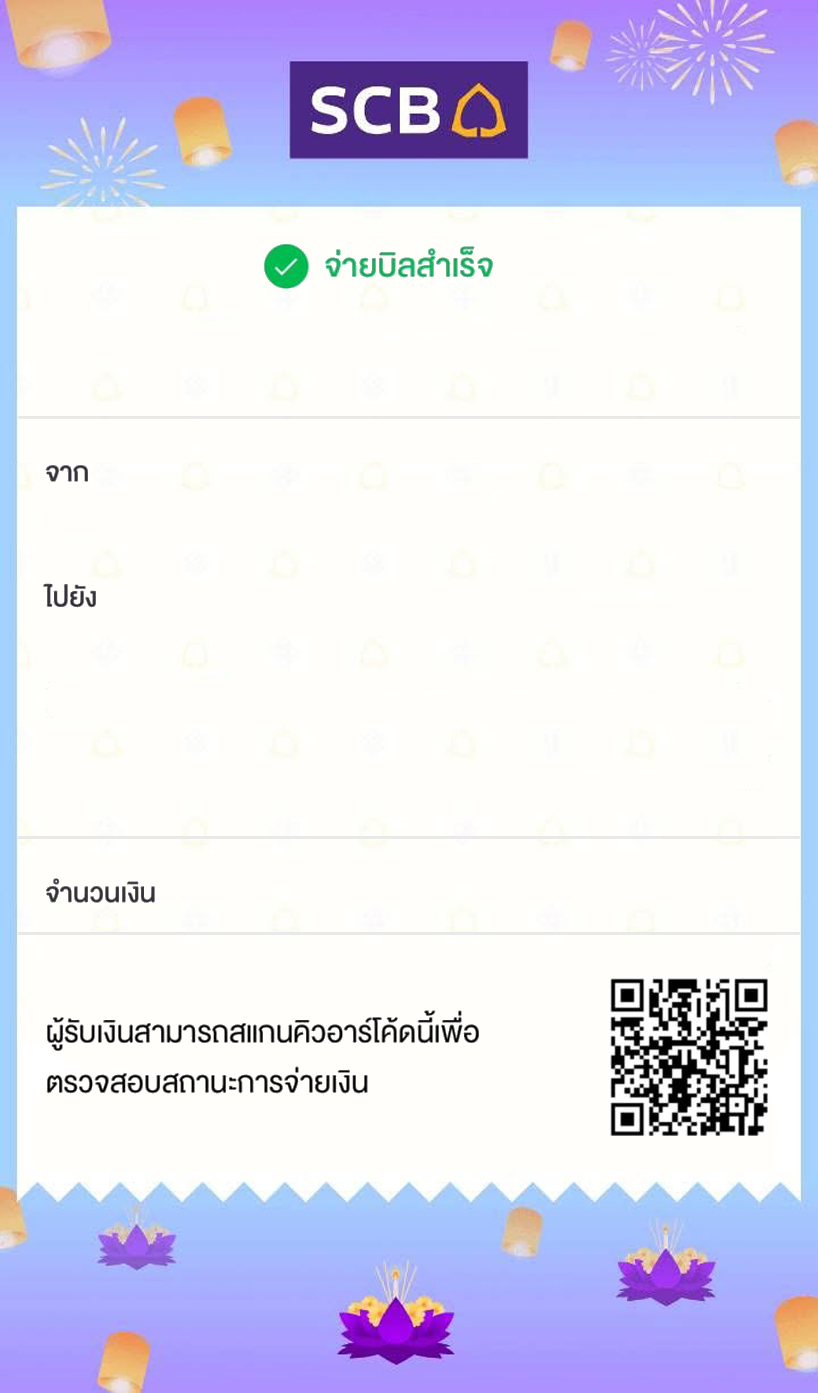 SCB
จ่ายบิลสำเร็จ
จาก
ไปยัง
จำนวนเงิน
ผู้รับเงินสามารถสแกนคิวอาร์โค้ดนี้เพื่อ
ตรวจสอบสถานะการจ่ายเงิน